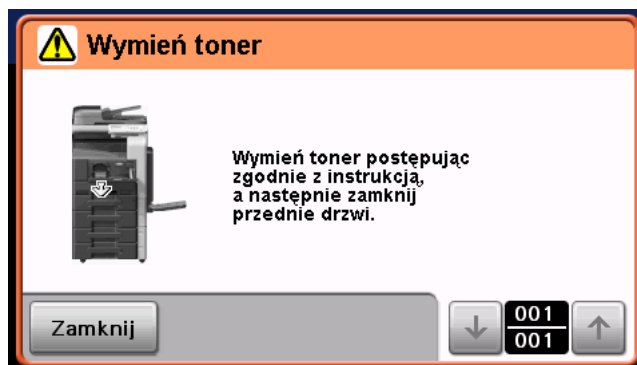 Wymień toner
Wymień toner postępując
zgodnie z instrukcją,
a następnie zamknij
przednie drzwi.
Zamknij
001
001